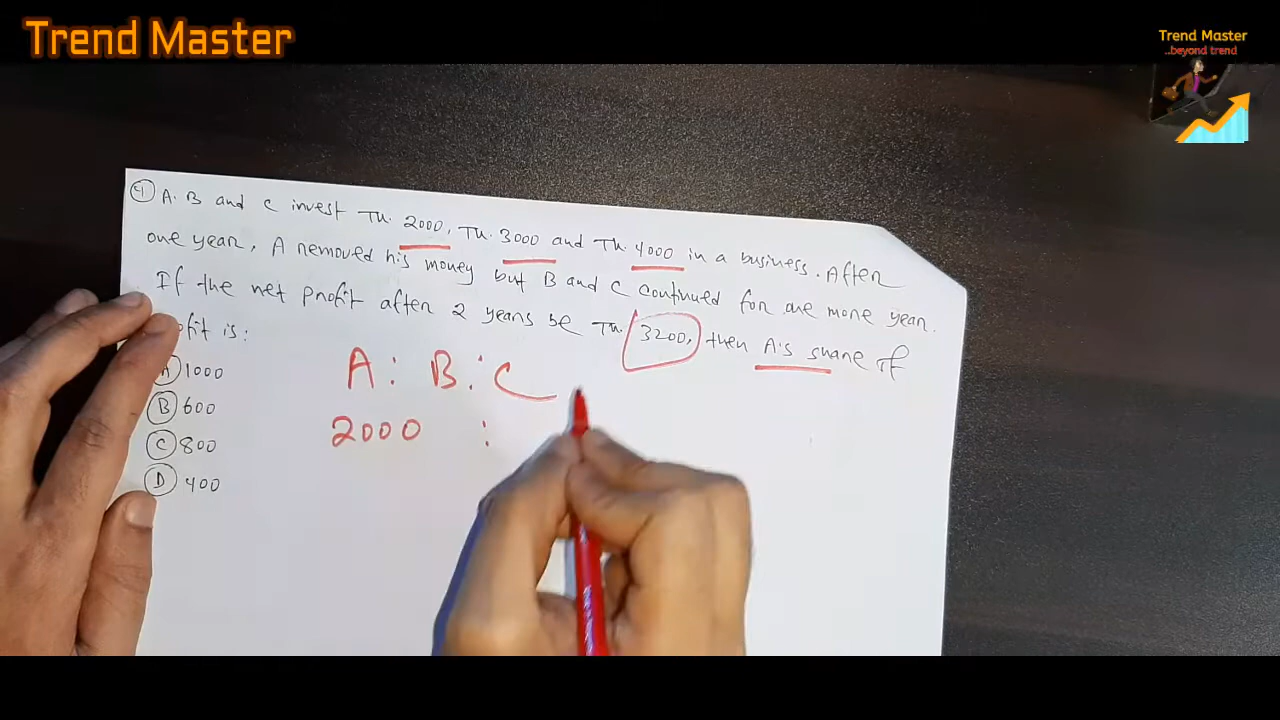 Trend Master
Trend Master
..beyond trend
④ A. B and C invest Tk. 2000, Tk. 3000 and Tk. 4000 in a business. After
one year, A removed his money but B and C continued for one more year.
If the net profit after 2 years be Tk. 3200, then A's share of
ofit is:
A 1000
B 600
C 800
D 400
A : B : C
2000 :